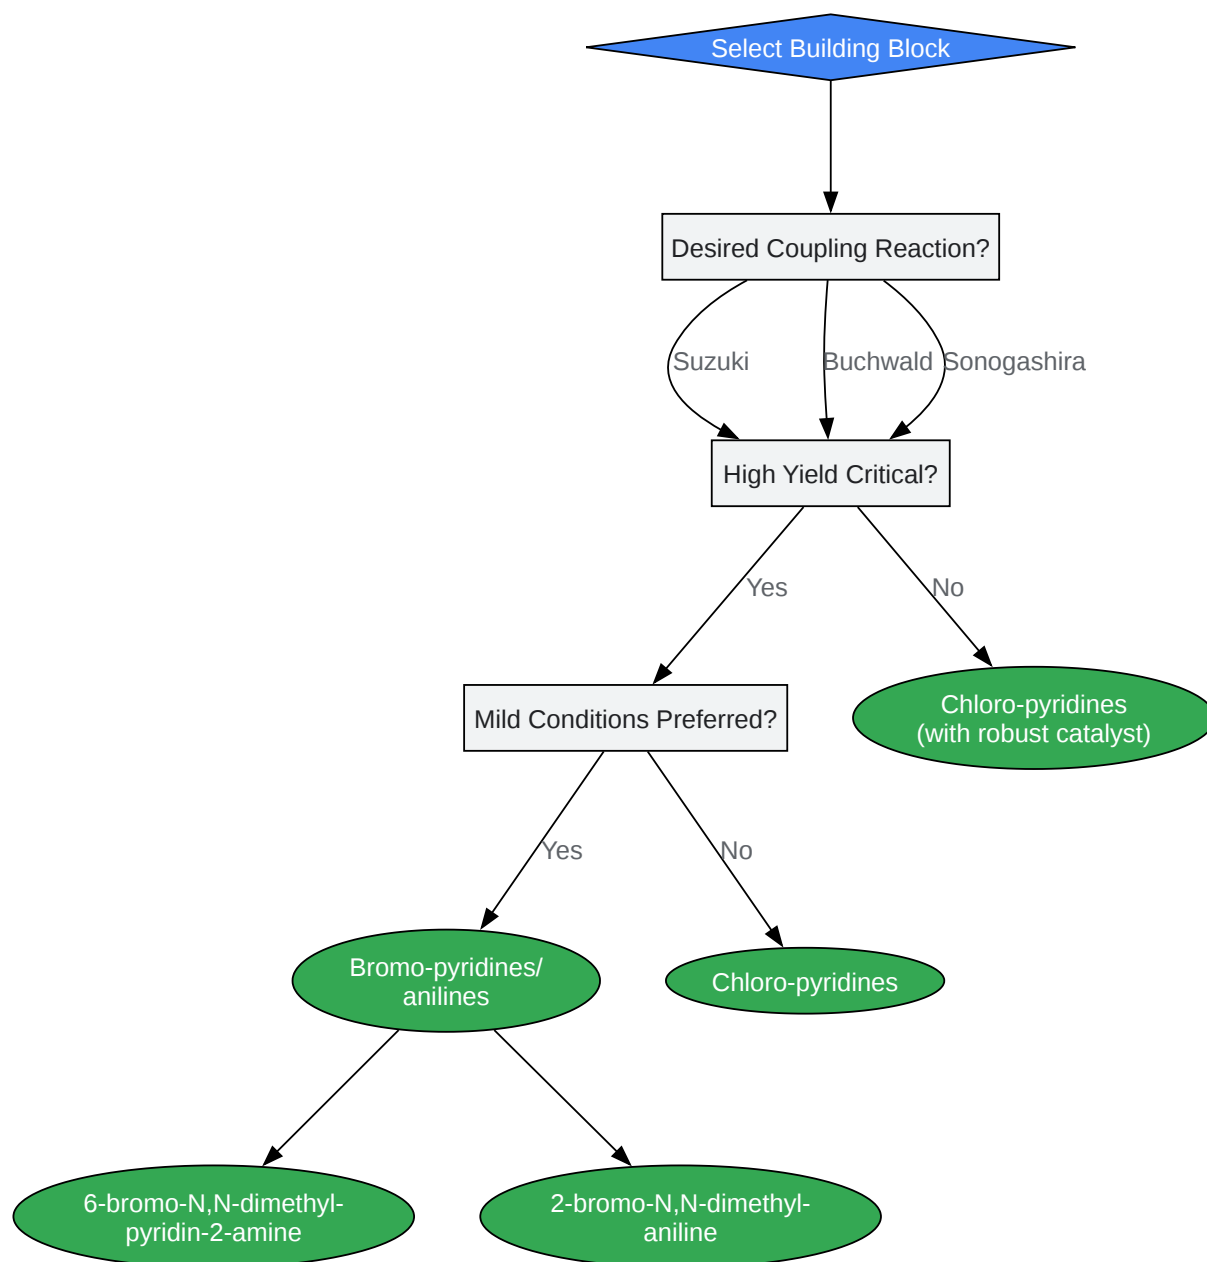 Select Building Block
Desired Coupling Reaction?
Suzuki
Buchwald
Sonogashira
High Yield Critical?
Yes
No
Mild Conditions Preferred?
Chloro-pyridines
(with robust catalyst)
Yes
No
Bromo-pyridines/
anilines
Chloro-pyridines
6-bromo-N,N-dimethyl-
pyridin-2-amine
2-bromo-N,N-dimethyl-
aniline